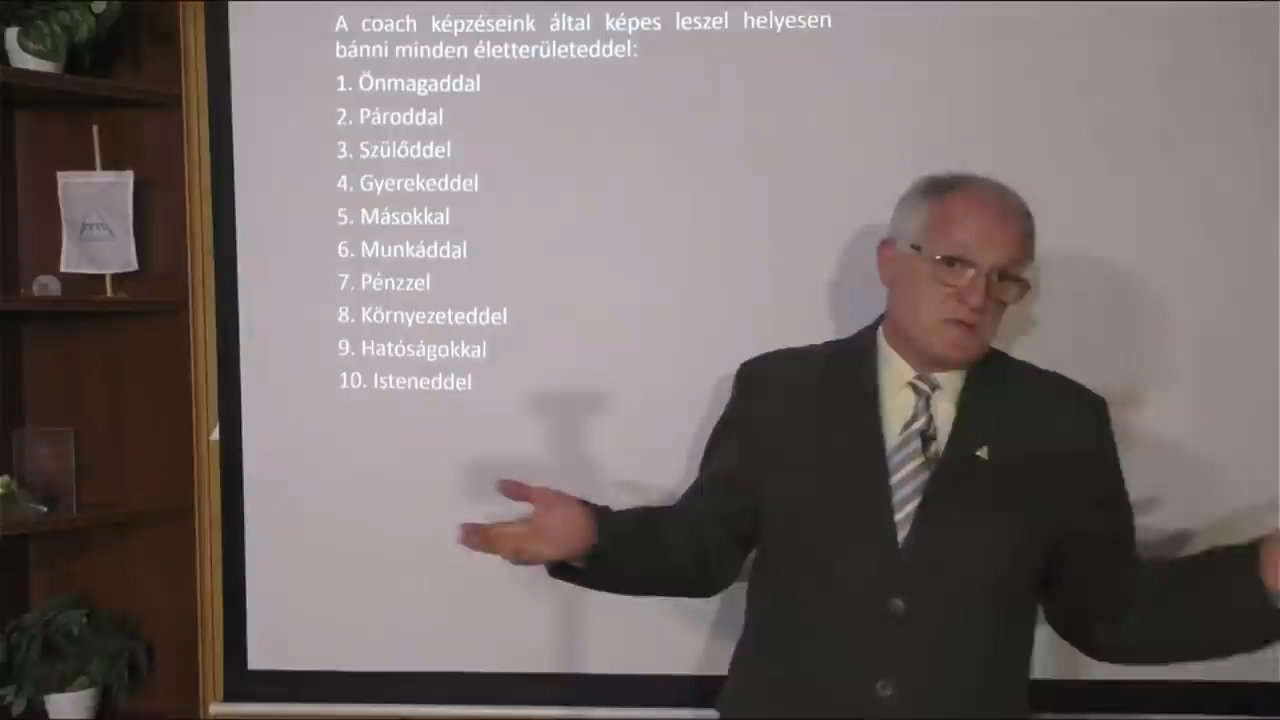 A coach képzéseink által képes leszel helyesen
bánni minden életterületeddel:
1. Önmagaddal
2. Pároddal
3. Szülőddel
4. Gyerekeddel
5. Másokkal
6. Munkáddal
7. Pénzzel
8. Környezeteddel
9. Hatóságokkal
10. Isteneddel